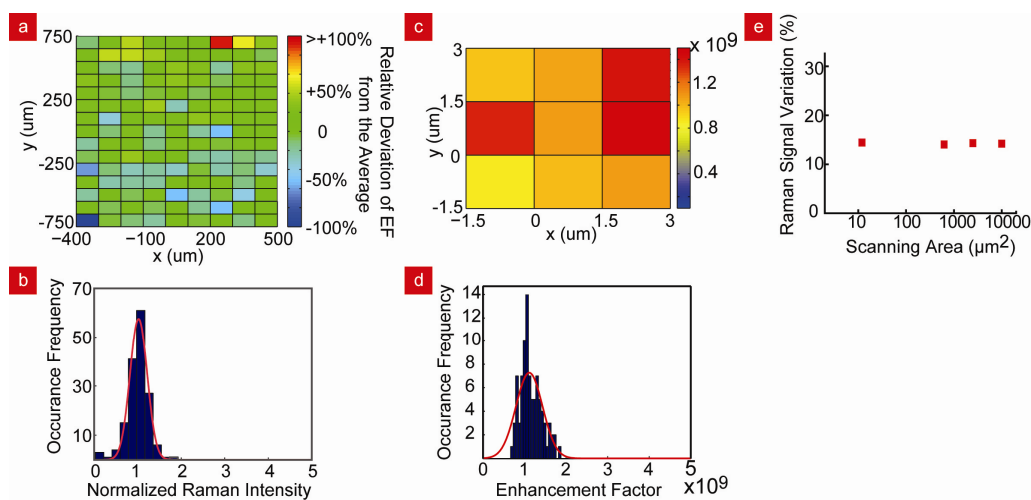 a
750
250
-250
-750
y (um)
-400
-100
200
500
x (um)
>+100%
+50%
0
-50%
-100%
Relative Deviation of EF
from the Average
b
70
50
30
10
Occurance Frequency
0
1
2
3
4
5
Normalized Raman Intensity
c
3
1.5
0
-1.5
y (um)
−1.5
0
1.5
3
x (um)
x 10⁹
1.2
0.8
0.4
d
14
12
10
8
6
4
2
Occurance Frequency
0
1
2
3
4
5
x10⁹
Enhancement Factor
e
30
20
10
0
Raman Signal Variation (%)
10
100
1000
10000
Scanning Area (µm²)